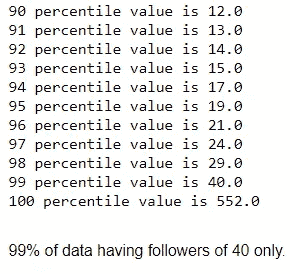 90 percentile value is 12.0
91 percentile value is 13.0
92 percentile value is 14.0
93 percentile value is 15.0
94 percentile value is 17.0
95 percentile value is 19.0
96 percentile value is 21.0
97 percentile value is 24.0
98 percentile value is 29.0
99 percentile value is 40.0
100 percentile value is 552.0
99% of data having followers of 40 only.